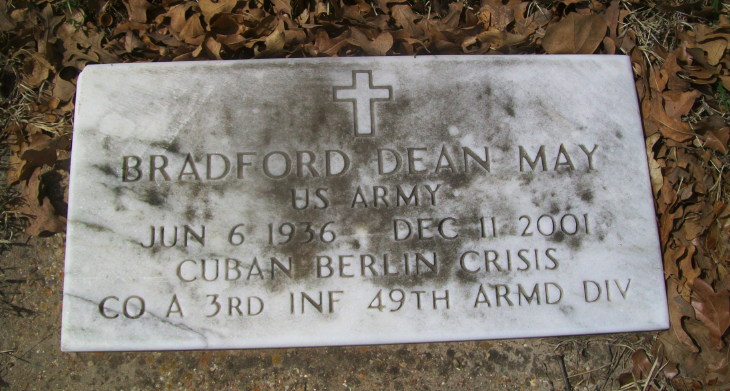 BRADFORD DEAN MAY
US ARMY
JUN 6 1936 DEC 11 2001
CUBAN BERLIN CRISIS
CO A 3RD INF 49TH ARMD DIV